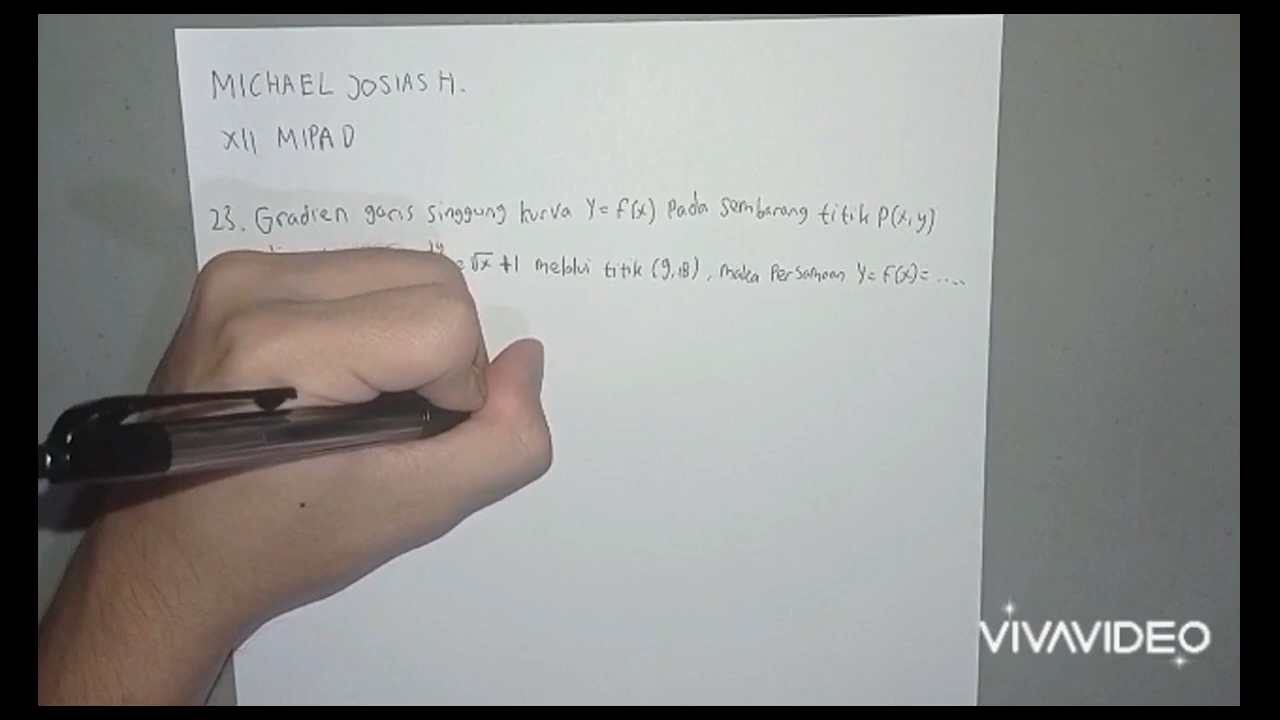 MICHAEL JOSIAS H.
XII MIPA D
23. Gradien garis singgung kurva y = f(x) pada sembarang titik P(x,y)
= √x +1 melalui titik (9,18), maka persamaan y = f(x) = ....
VIVAVIDEO